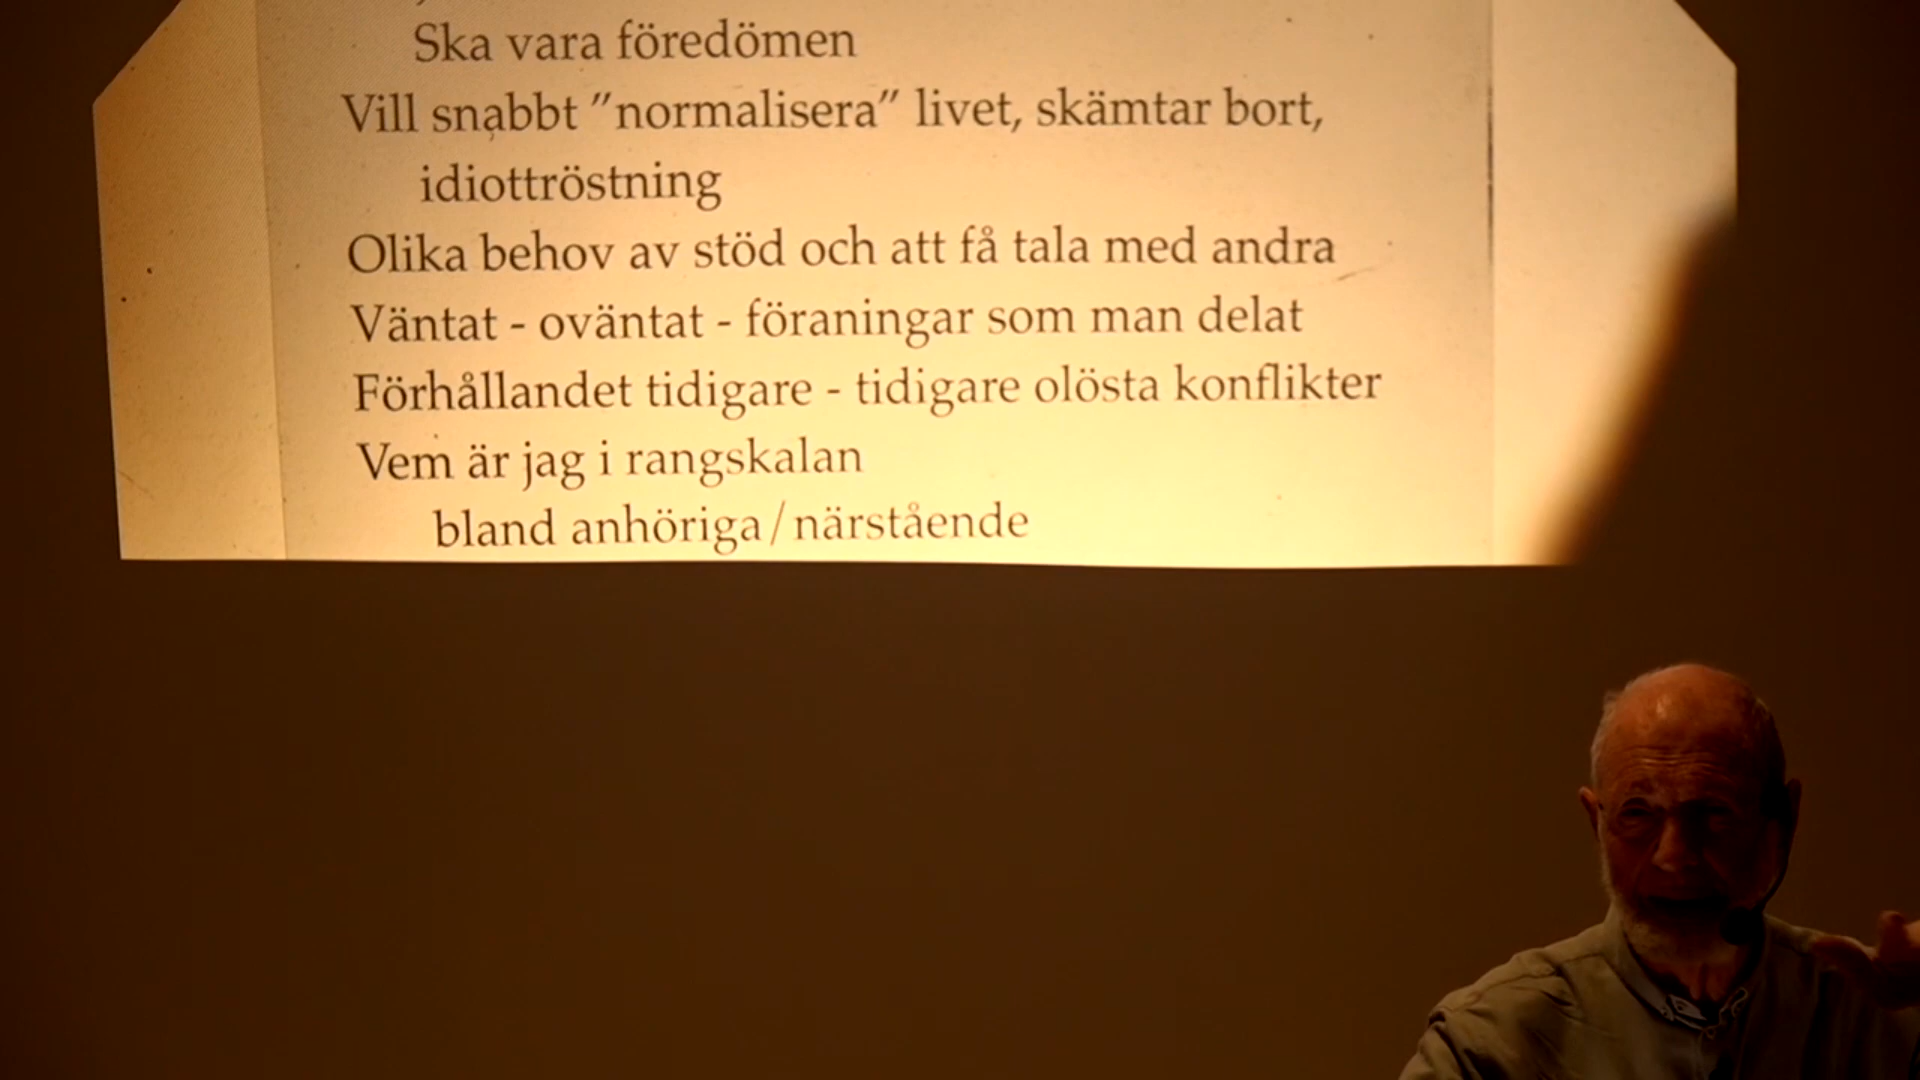 Ska vara föredömen
Vill snabbt ”normalisera” livet, skämtar bort,
idiottröstning
Olika behov av stöd och att få tala med andra
Väntat - oväntat - föraningar som man delat
Förhållandet tidigare - tidigare olösta konflikter
Vem är jag i rangskalan
bland anhöriga/närstående